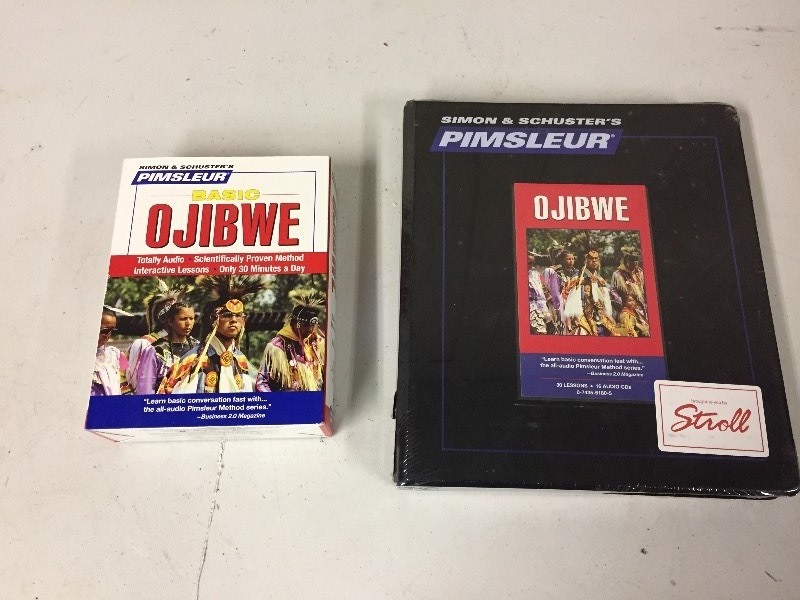 SIMON & SCHUSTER'S
PIMSLEUR
BASIC
OJIBWE
Totally Audio • Scientifically Proven Method
Interactive Lessons • Only 30 Minutes a Day
"Learn basic conversation fast with...
the all-audio Pimsleur Method series."
–Business 2.0 Magazine
SIMON & SCHUSTER'S
PIMSLEUR®
OJIBWE
"Learn basic conversation fast with...
the all-audio Pimsleur Method series."
–Business 2.0 Magazine
30 LESSONS • 16 AUDIO CDs
Stroll